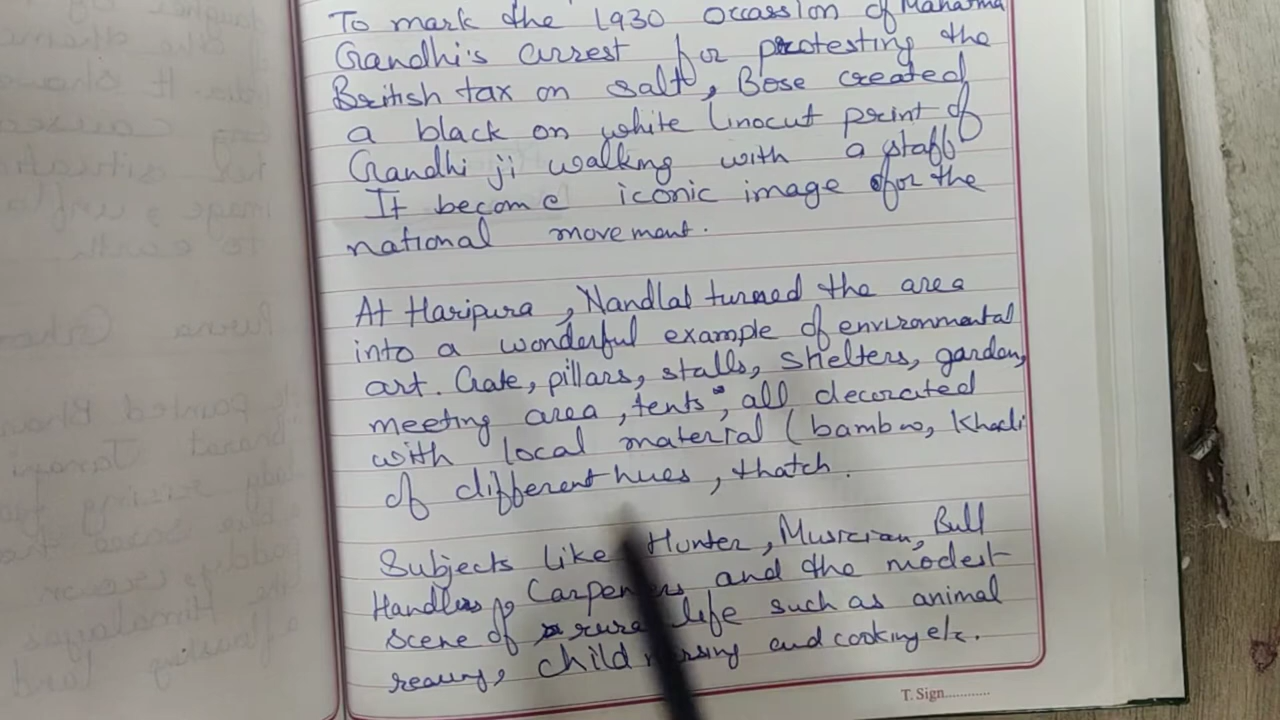 To mark the 1930 occassion of Mahatma
Gandhi's arrest for protesting the
British tax on salt, Bose created
a black on white linocut print of
Gandhi ji walking with a staff
It become iconic image for the
national movement.
At Haripura, Nandlal turned the area
into a wonderful example of environmental
art. Gate, pillars, stalls, shelters, garden,
meeting area, tents, all decorated
with local material (bamboo, Khadi
of different hues, thatch.
Subjects like Hunter, Musician, Bull
Handlers, Carpenters and the modest
scene of rural life such as animal
rearing, child nursing and cooking etc.
T. Sign............